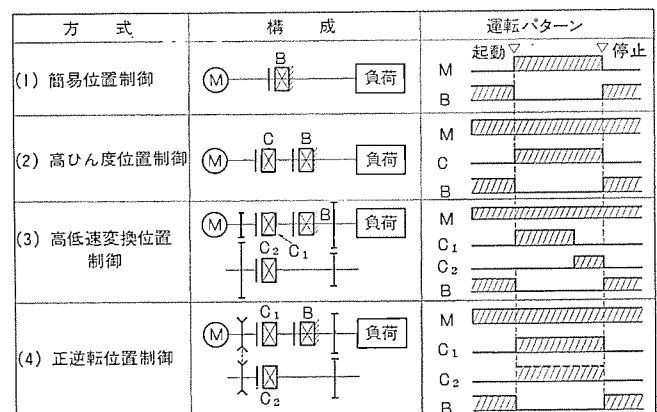 方 式 構 成 運転パターン
(1) 簡易位置制御
M B 負荷
起動 停止
M
B
(2) 高ひん度位置制御
M C B 負荷
M
C
B
(3) 高低速変換位置
制御
M B 負荷
C₂ C₁
M
C₁
C₂
B
(4) 正逆転位置制御
M C₁ B 負荷
C₂
M
C₁
C₂
B